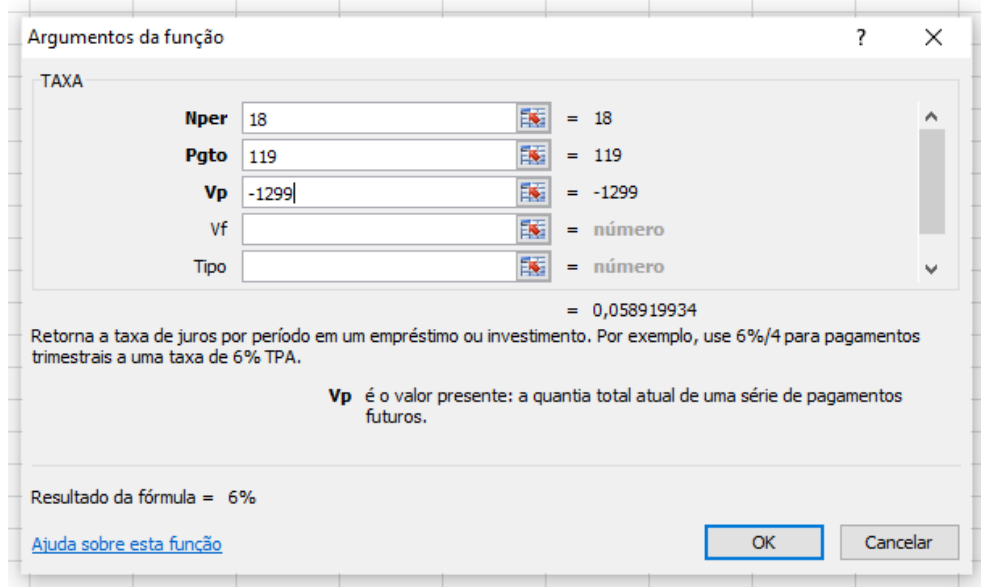 Argumentos da função ? ×
TAXA
Nper 18 = 18
Pgto 119 = 119
Vp -1299 = -1299
Vf = número
Tipo = número
= 0,058919934
Retorna a taxa de juros por período em um empréstimo ou investimento. Por exemplo, use 6%/4 para pagamentos
trimestrais a uma taxa de 6% TPA.
Vp é o valor presente: a quantia total atual de uma série de pagamentos
futuros.
Resultado da fórmula = 6%
Ajuda sobre esta função OK Cancelar